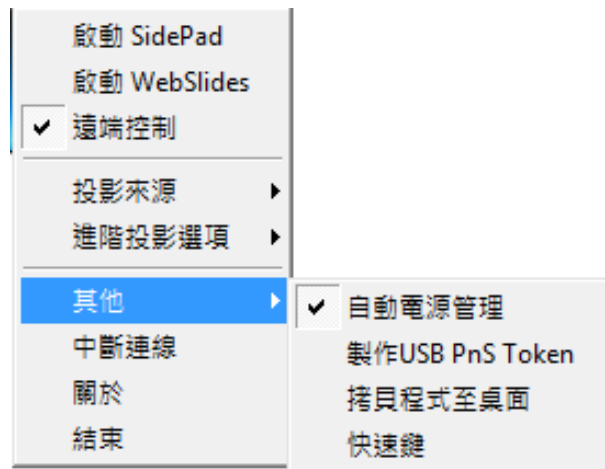 啟動 SidePad
啟動 WebSlides
遠端控制
投影來源
進階投影選項
其他
中斷連線
關於
結束
自動電源管理
製作USB PnS Token
拷貝程式至桌面
快速鍵